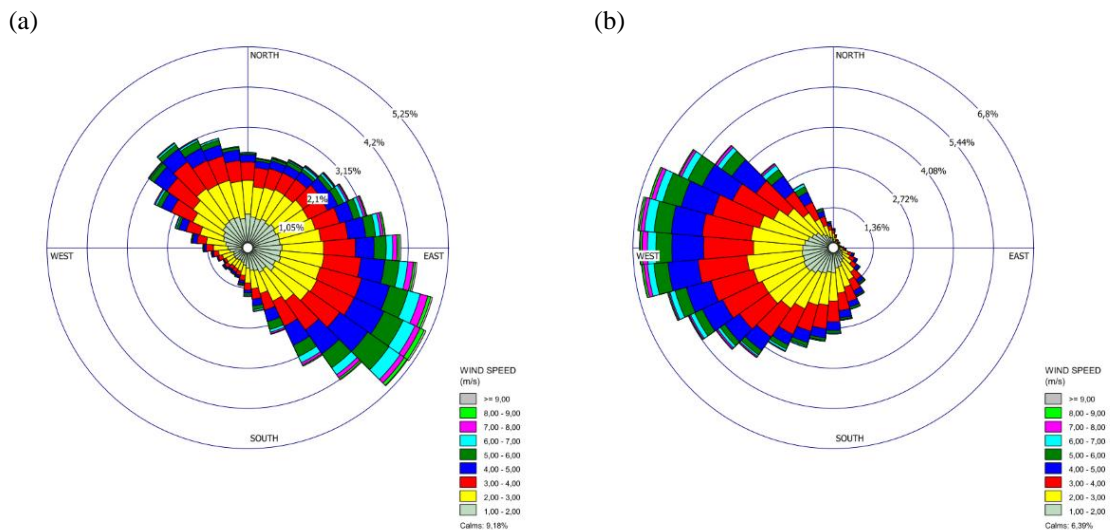 (a)
(b)
NORTH
5,25%
4,2%
3,15%
2,1%
1,05%
WEST
EAST
SOUTH
WIND SPEED
(m/s)
>= 9,00
8,00 - 9,00
7,00 - 8,00
6,00 - 7,00
5,00 - 6,00
4,00 - 5,00
3,00 - 4,00
2,00 - 3,00
1,00 - 2,00
Calms: 9,18%
NORTH
6,8%
5,44%
4,08%
2,72%
1,36%
WEST
EAST
SOUTH
WIND SPEED
(m/s)
>= 9,00
8,00 - 9,00
7,00 - 8,00
6,00 - 7,00
5,00 - 6,00
4,00 - 5,00
3,00 - 4,00
2,00 - 3,00
1,00 - 2,00
Calms: 6,39%